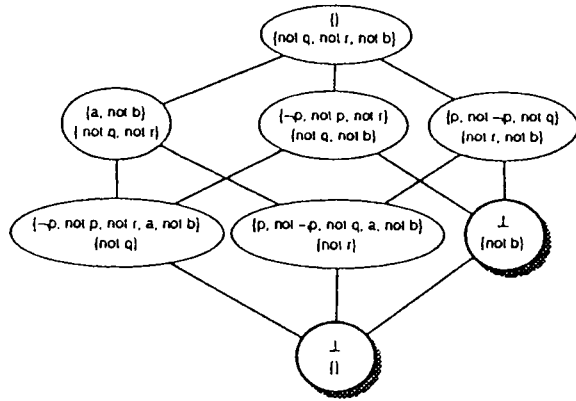 {}
{not q, not r, not b}
{a, not b}
{ not q, not r}
{¬p, not p, not r}
{not q, not b}
{p, not ¬p, not q}
{not r, not b}
{¬p, not p, not r, a, not b}
{not q}
{p, not ¬p, not q, a, not b}
{not r}
⊥
{not b}
⊥
{}